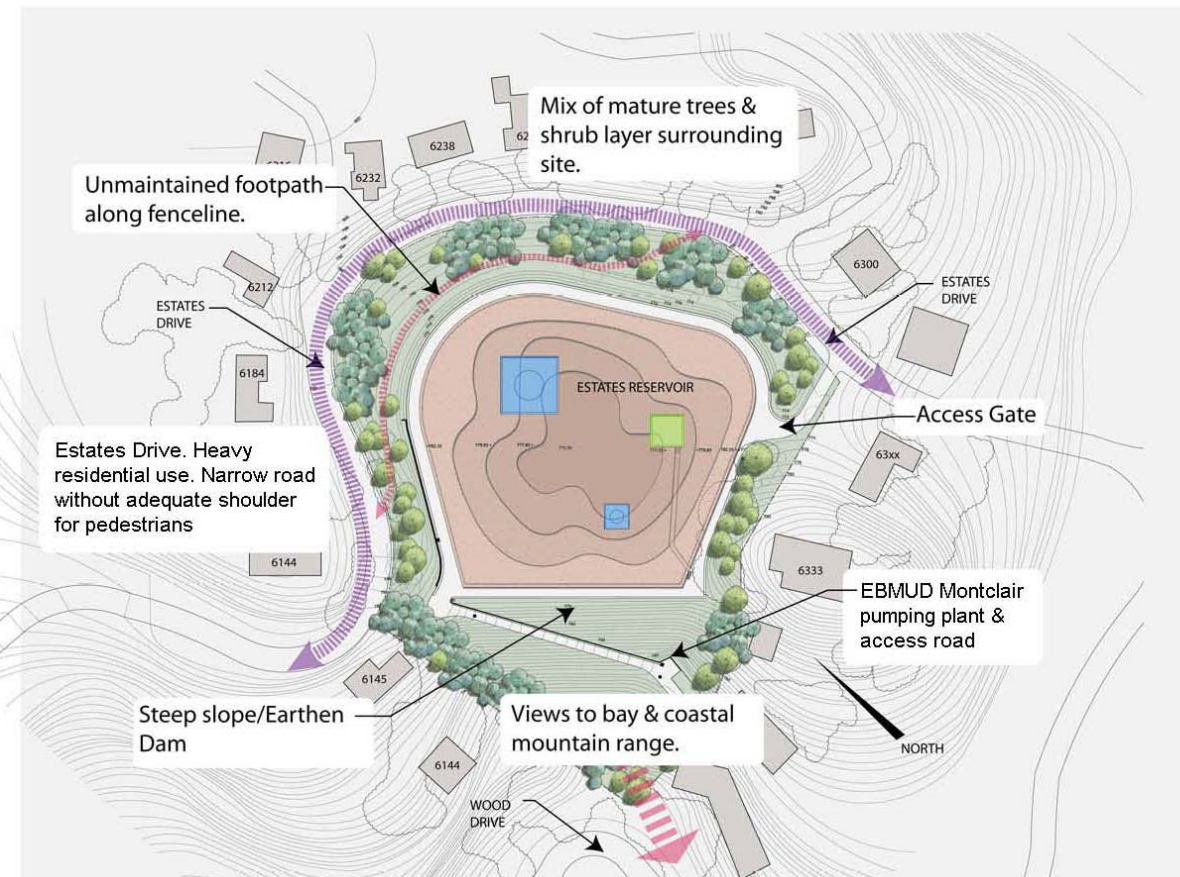 Mix of mature trees &
shrub layer surrounding
site.
6238
6232
Unmaintained footpath
along fenceline.
6300
6212
ESTATES
DRIVE
ESTATES
DRIVE
6184
ESTATES RESERVOIR
Access Gate
Estates Drive. Heavy
residential use. Narrow road
without adequate shoulder
for pedestrians
63xx
6144
6333
EBMUD Montclair
pumping plant &
access road
6145
Steep slope/Earthen
Dam
Views to bay & coastal
mountain range.
NORTH
6144
WOOD
DRIVE